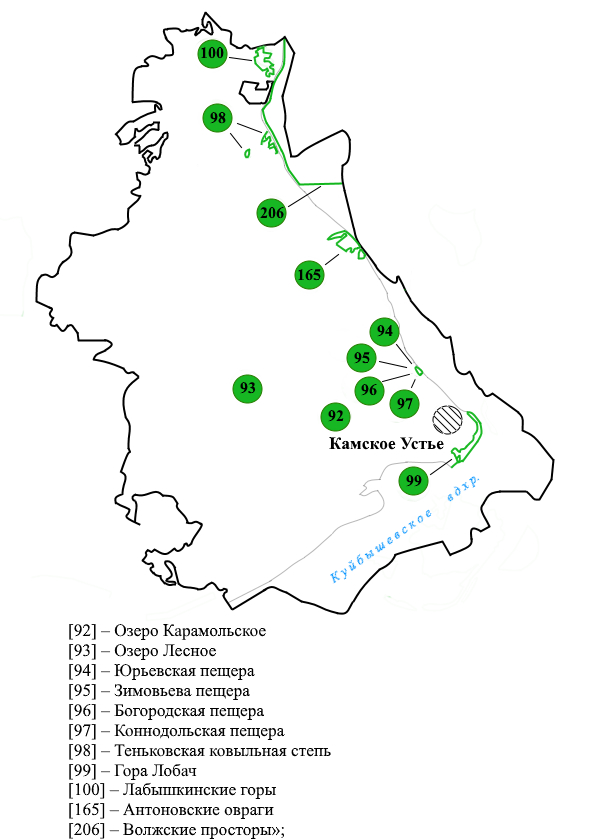 100
98
206
165
94
95
96
93
97
92
Камское Устье
99
Куйбышевское вдхр.
[92] – Озеро Карамольское
[93] – Озеро Лесное
[94] – Юрьевская пещера
[95] – Зимовьева пещера
[96] – Богородская пещера
[97] – Коннодольская пещера
[98] – Теньковская ковыльная степь
[99] – Гора Лобач
[100] – Лабышкинские горы
[165] – Антоновские овраги
[206] – Волжские просторы»;